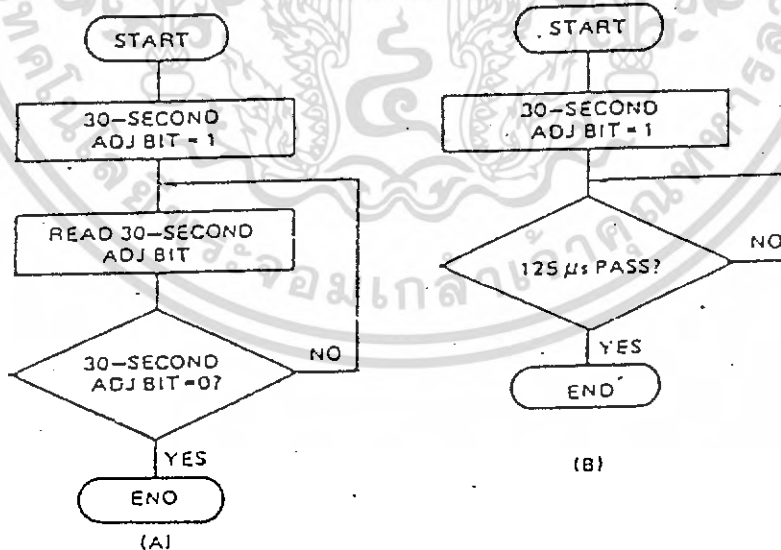 START
30-SECOND
ADJ BIT = 1
READ 30-SECOND
ADJ BIT
30-SECOND
ADJ BIT = 0?
NO
YES
END
(A)
START
30-SECOND
ADJ BIT = 1
125 μs PASS?
NO
YES
END
(B)